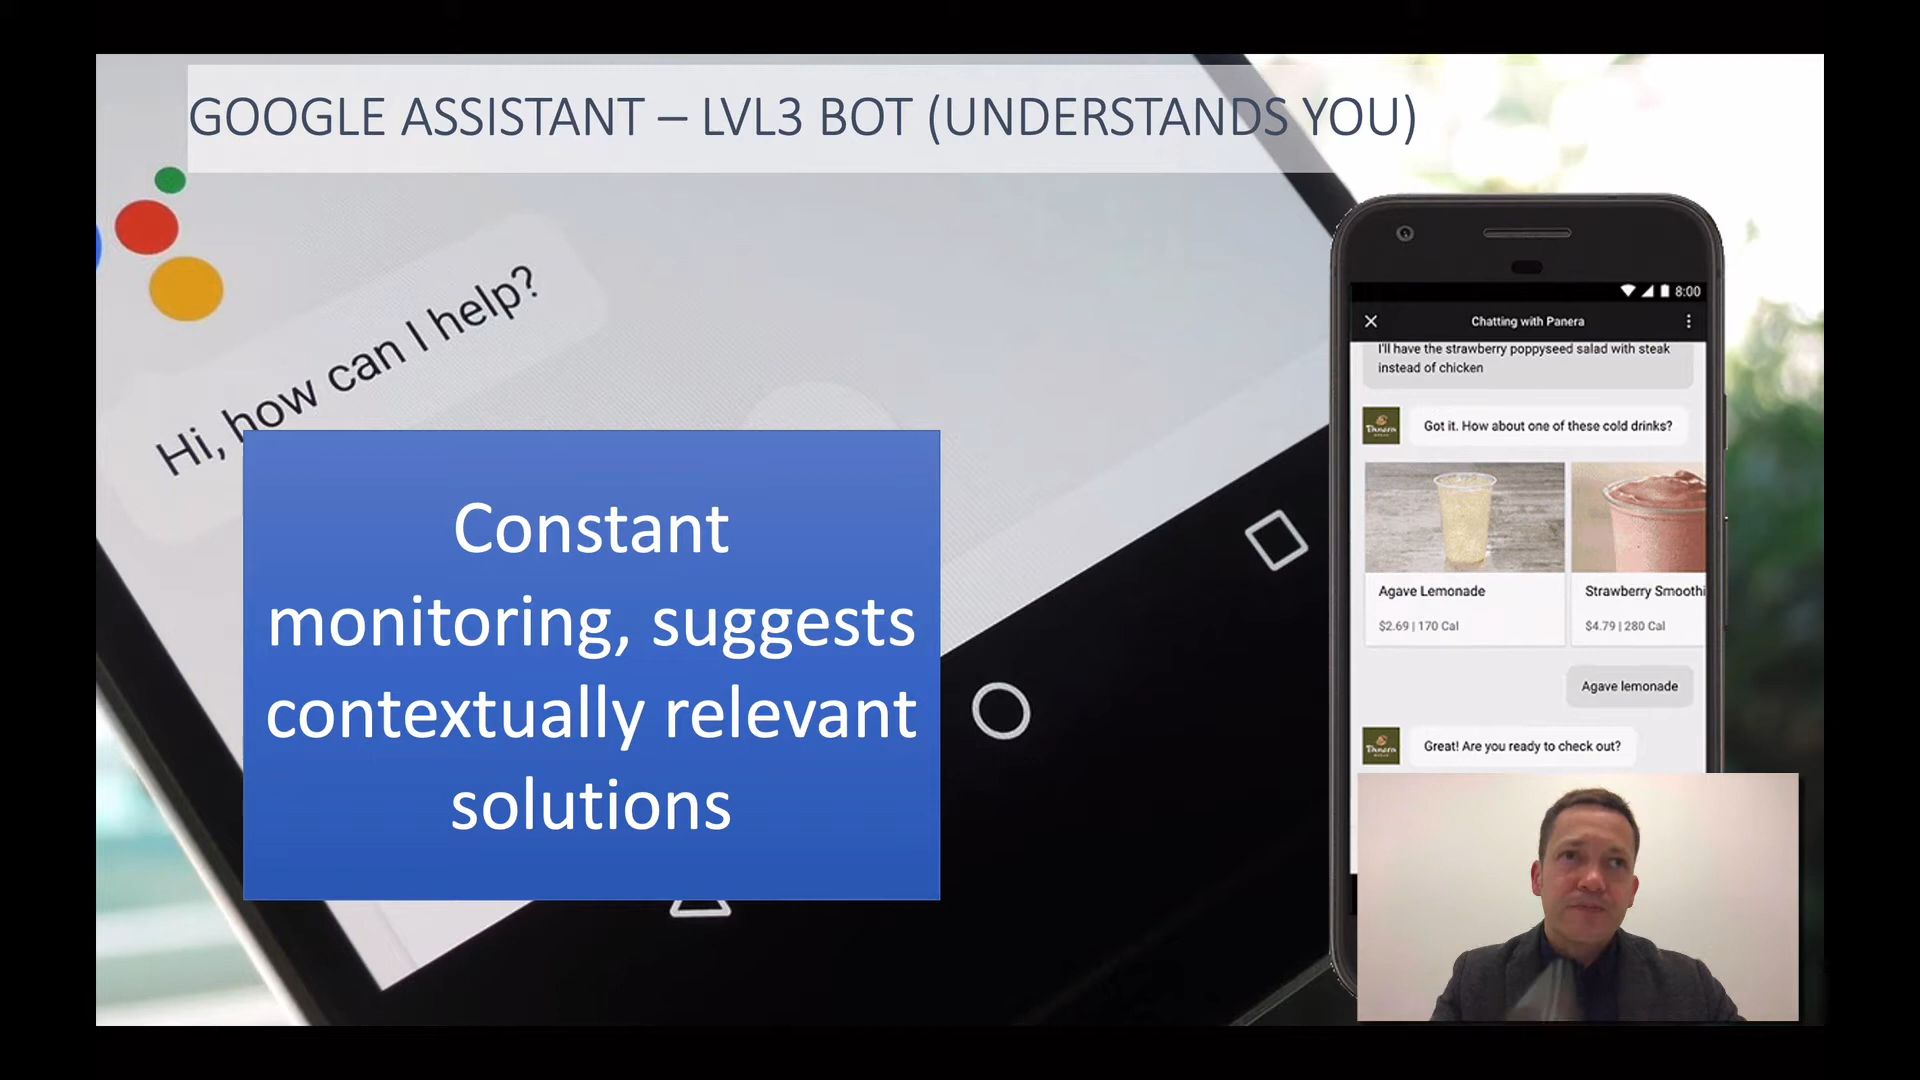 GOOGLE ASSISTANT – LVL3 BOT (UNDERSTANDS YOU)
Hi, how can I help?
Constant
monitoring, suggests
contextually relevant
solutions
8:00
Chatting with Panera
I'll have the strawberry poppyseed salad with steak
instead of chicken
Panera
Got it. How about one of these cold drinks?
Agave Lemonade
$2.69 | 170 Cal
Strawberry Smoothi
$4.79 | 280 Cal
Agave lemonade
Panera
Great! Are you ready to check out?